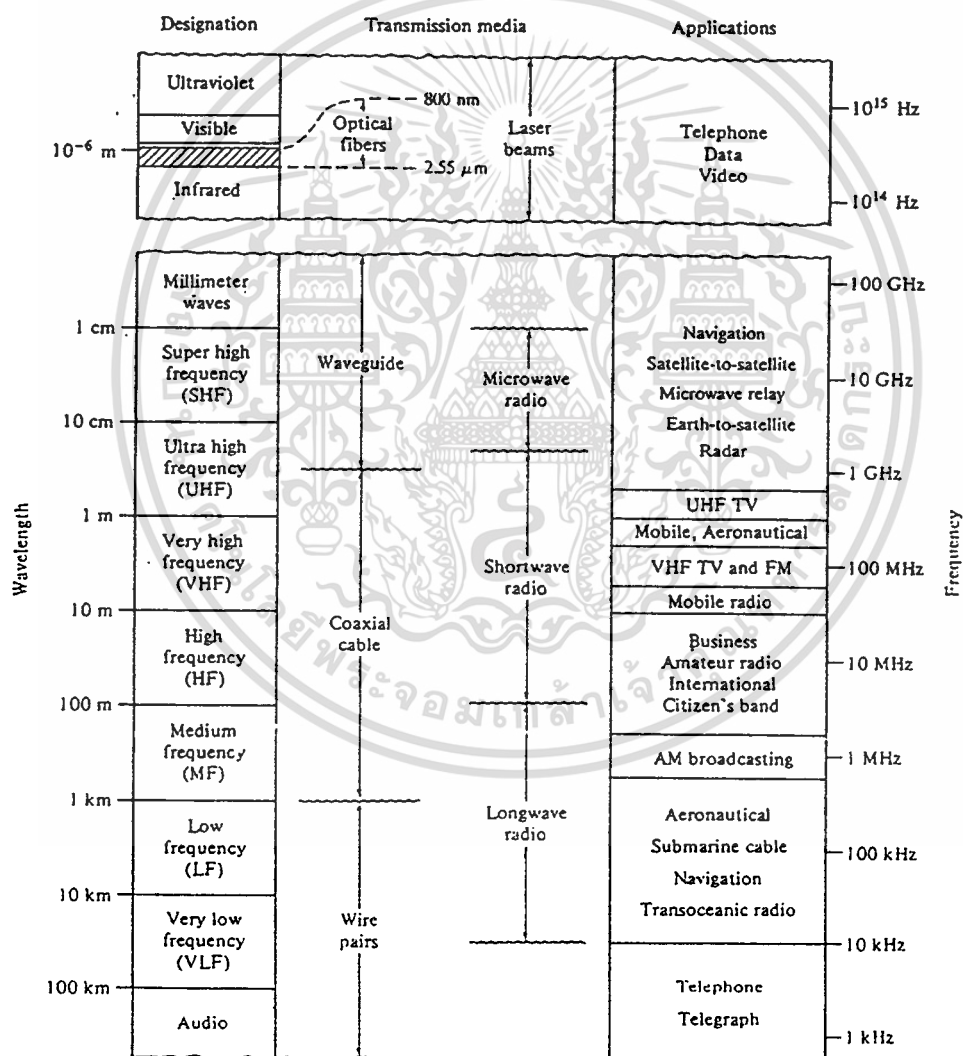 Designation
Transmission media
Applications
Ultraviolet
Visible
Infrared
10⁻⁶ m
800 nm
Optical
fibers
2.55 μm
Laser
beams
Telephone
Data
Video
10¹⁵ Hz
10¹⁴ Hz
Wavelength
1 cm
10 cm
1 m
10 m
100 m
1 km
10 km
100 km
Millimeter
waves
Super high
frequency
(SHF)
Ultra high
frequency
(UHF)
Very high
frequency
(VHF)
High
frequency
(HF)
Medium
frequency
(MF)
Low
frequency
(LF)
Very low
frequency
(VLF)
Audio
Waveguide
Coaxial
cable
Wire
pairs
Microwave
radio
Shortwave
radio
Longwave
radio
Navigation
Satellite-to-satellite
Microwave relay
Earth-to-satellite
Radar
UHF TV
Mobile, Aeronautical
VHF TV and FM
Mobile radio
Business
Amateur radio
International
Citizen's band
AM broadcasting
Aeronautical
Submarine cable
Navigation
Transoceanic radio
Telephone
Telegraph
100 GHz
10 GHz
1 GHz
100 MHz
10 MHz
1 MHz
100 kHz
10 kHz
1 kHz
Frequency